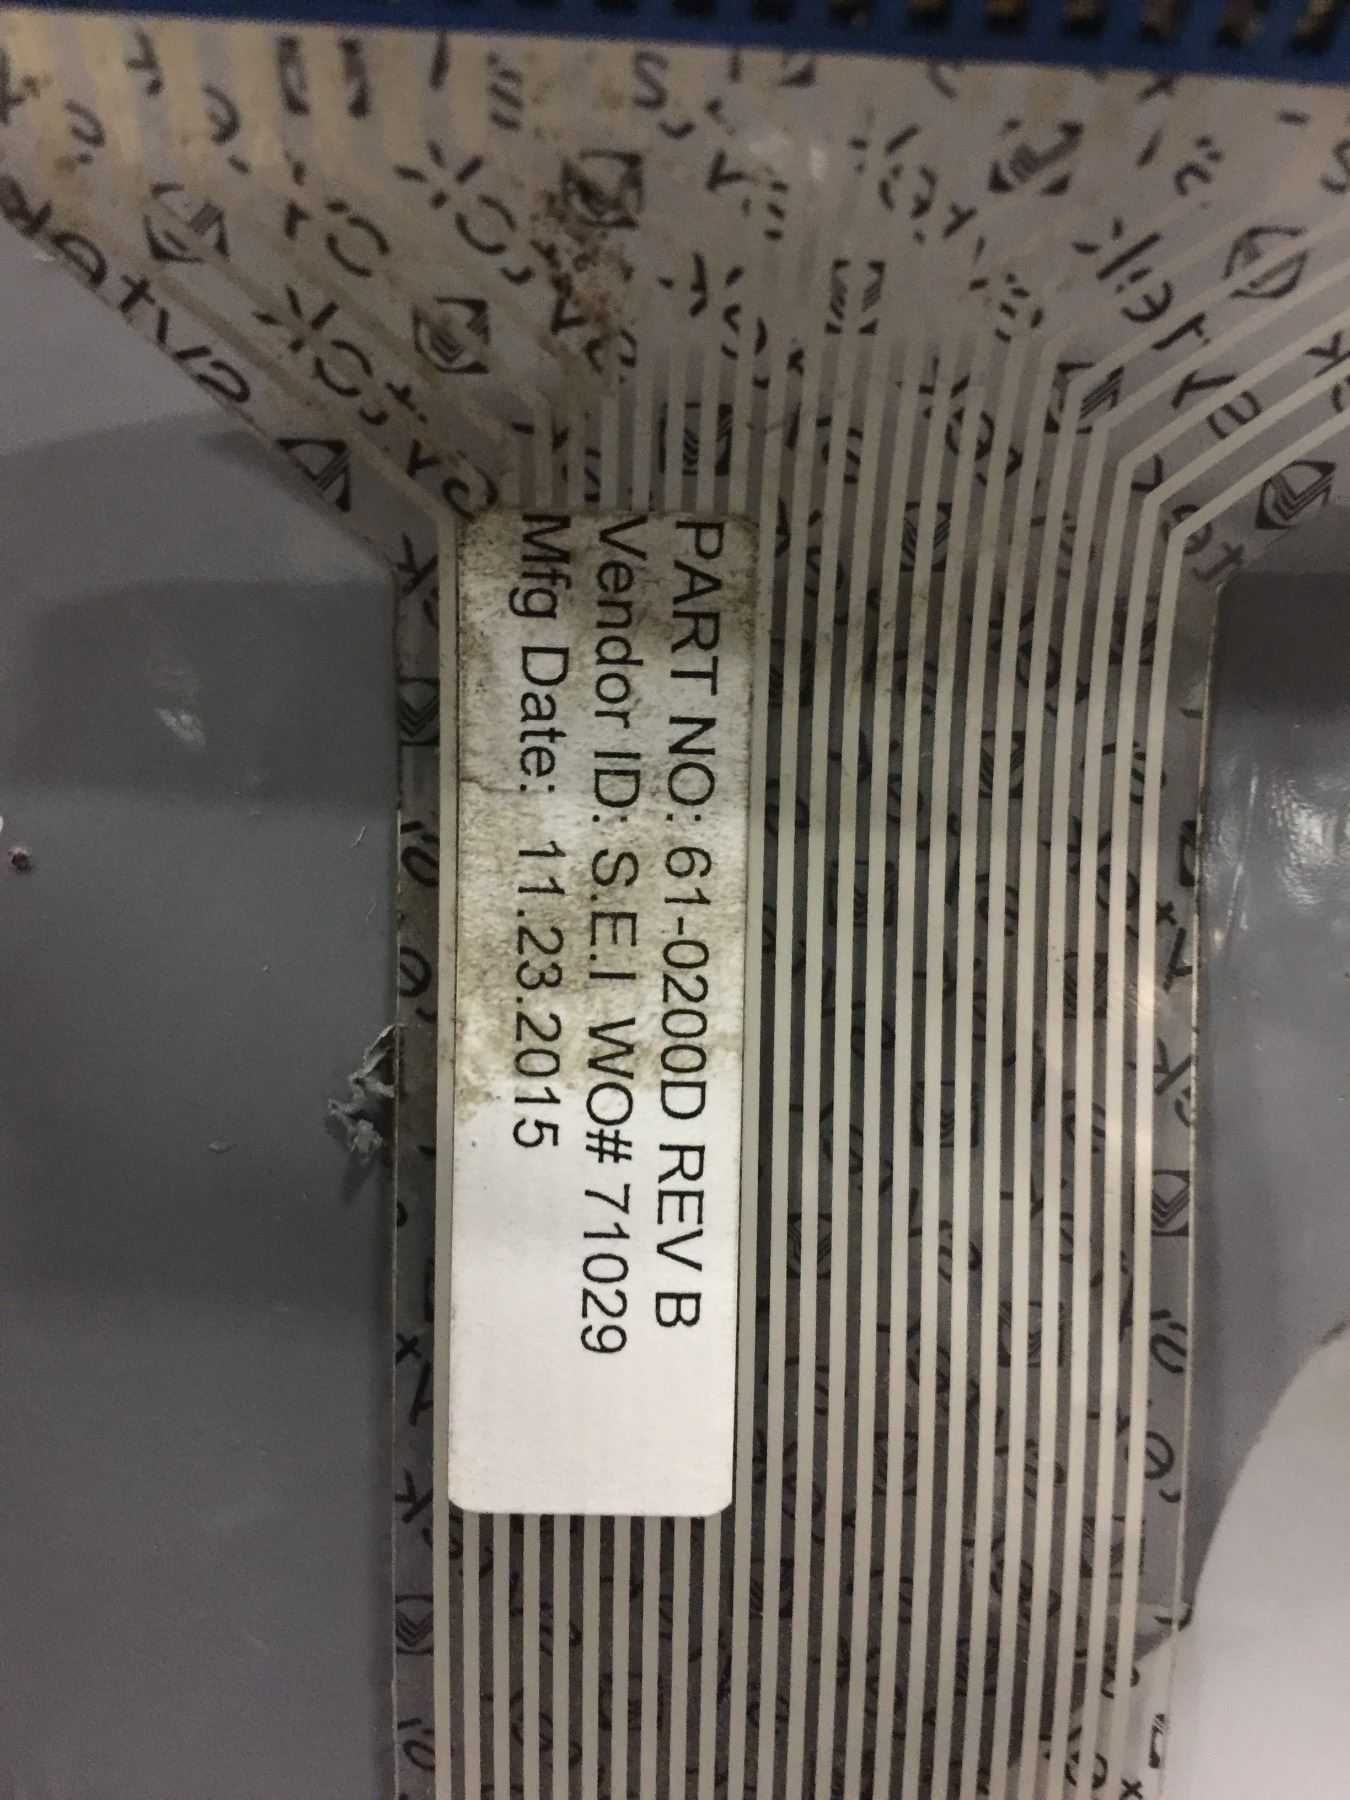 PART NO: 61-0200D REV B
Vendor ID: S.E.I WO# 71029
Mfg Date: 11.23.2015